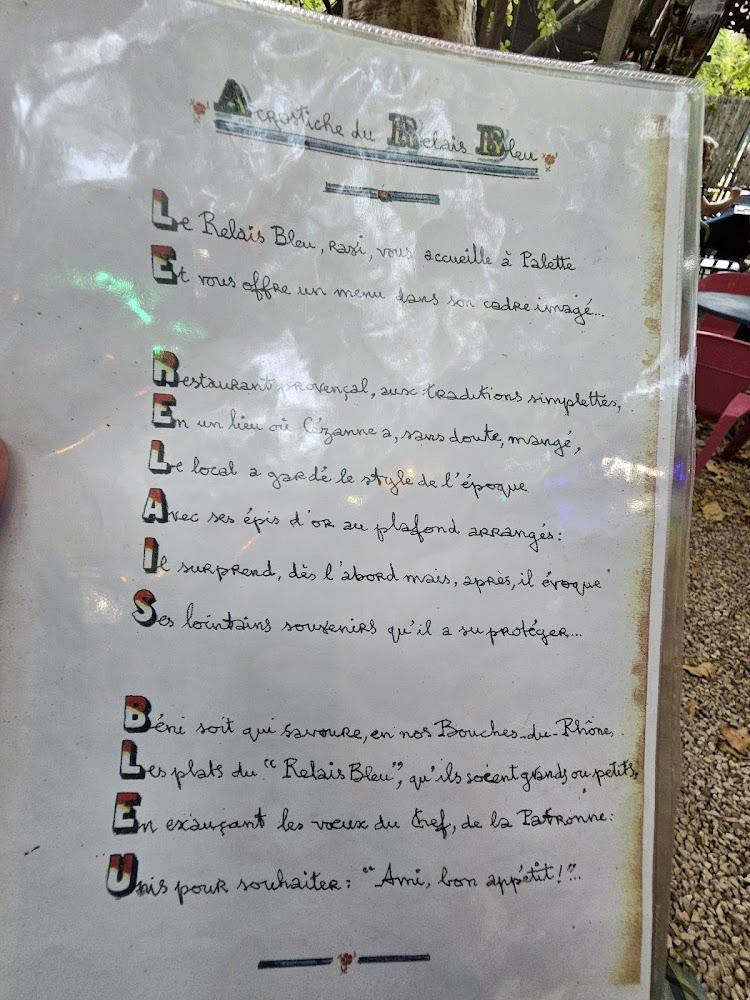 Acrostiche du Relais Bleu
Le Relais Bleu, rasi, vous accueille à Palette
Et vous offre un menu dans son cadre imagé...
Restaurant provençal, aux traditions simplettes,
En un lieu où Cézanne a, sans doute, mangé,
Le local a gardé le style de l'époque
Avec ses épis d'or au plafond arrangés:
Il surprend, dès l'abord mais, après, il évoque
Ses lointains souvenirs qu'il a su protéger...
Béni soit qui savoure, en nos Bouches-du-Rhône,
Les plats du "Relais Bleu", qu'ils soient grands ou petits,
En exauçant les vœux du Chef, de la Patronne:
Unis pour souhaiter: "Ami, bon appétit!"..